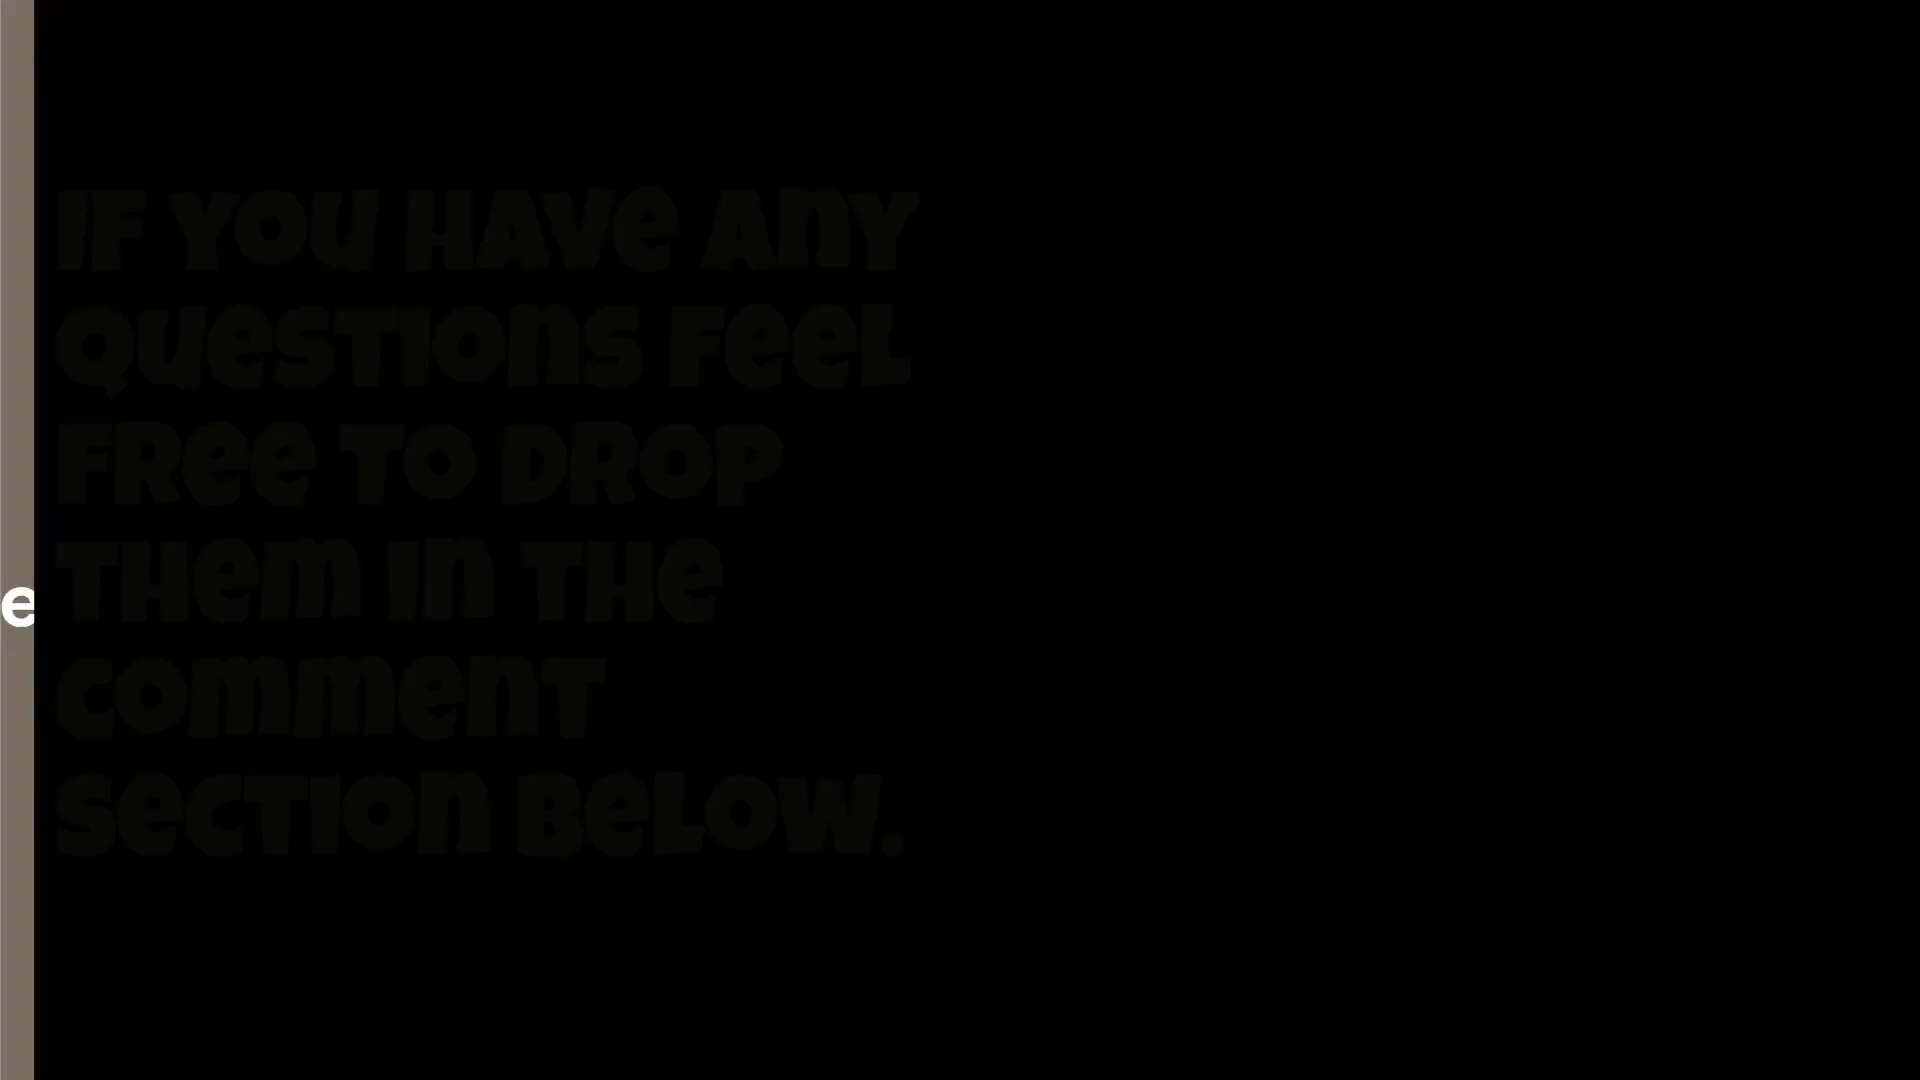 IF YOU HAVE ANY
QUESTIONS FEEL
FREE TO DROP
THEM IN THE
COMMENT
SECTION BELOW.
e